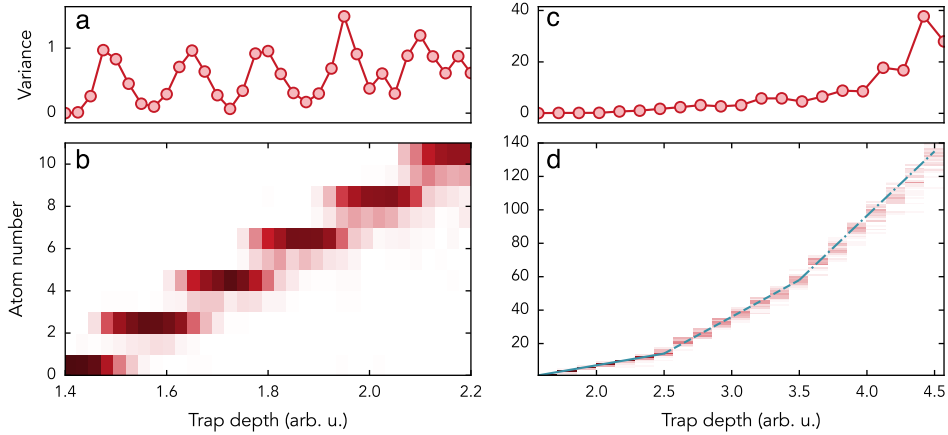 a
Variance
1
0
b
Atom number
10
8
6
4
2
0
1.4 1.6 1.8 2.0 2.2
Trap depth (arb. u.)
c
40
20
0
d
140
120
100
80
60
40
20
2.0 2.5 3.0 3.5 4.0 4.5
Trap depth (arb. u.)